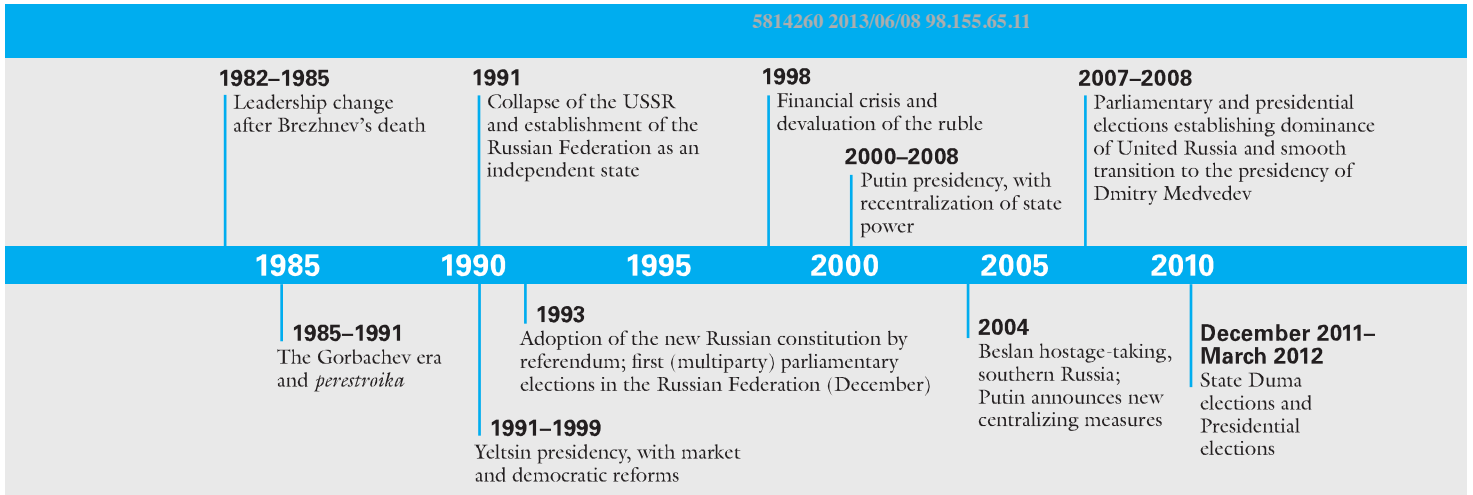 5814260 2013/06/08 98.155.65.11
1982–1985
Leadership change
after Brezhnev’s death
1991
Collapse of the USSR
and establishment of the
Russian Federation as an
independent state
1998
Financial crisis and
devaluation of the ruble
2000–2008
Putin presidency, with
recentralization of state
power
2007–2008
Parliamentary and presidential
elections establishing dominance
of United Russia and smooth
transition to the presidency of
Dmitry Medvedev
1985 1990 1995 2000 2005 2010
1985–1991
The Gorbachev era
and perestroika
1993
Adoption of the new Russian constitution by
referendum; first (multiparty) parliamentary
elections in the Russian Federation (December)
1991–1999
Yeltsin presidency, with market
and democratic reforms
2004
Beslan hostage-taking,
southern Russia;
Putin announces new
centralizing measures
December 2011–
March 2012
State Duma
elections and
Presidential
elections